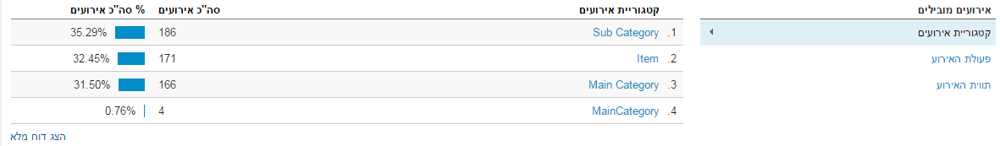 אירועים מובילים
קטגוריית אירועים
פעולת האירוע
תווית האירוע
קטגוריית אירועים סה"כ אירועים % סה"כ אירועים
1. Sub Category 186 35.29%
2. Item 171 32.45%
3. Main Category 166 31.50%
4. MainCategory 4 0.76%
הצג דוח מלא